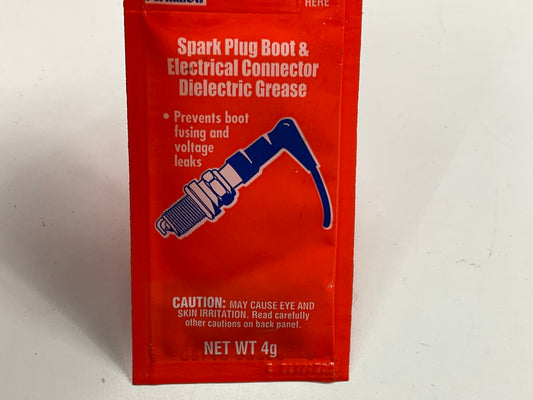 HERE
Spark Plug Boot &
Electrical Connector
Dielectric Grease
• Prevents boot
fusing and
voltage
leaks
CAUTION: MAY CAUSE EYE AND
SKIN IRRITATION. Read carefully
other cautions on back panel.
NET WT 4g